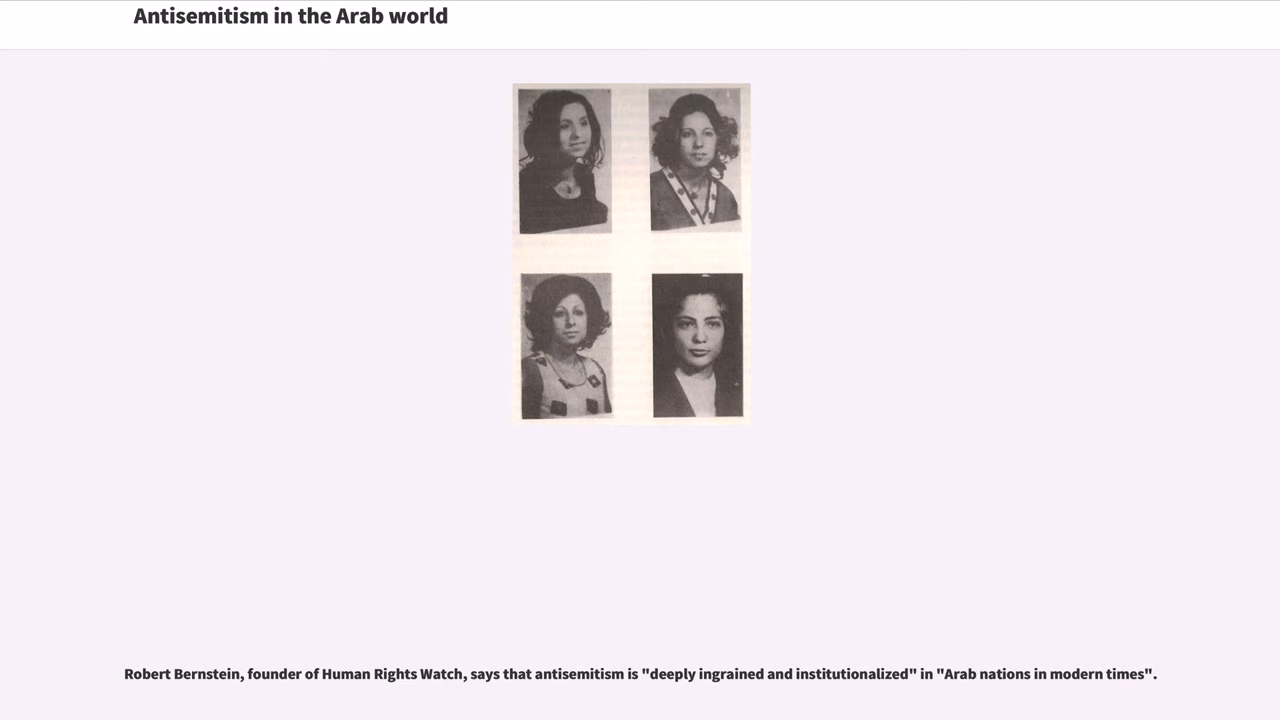 Antisemitism in the Arab world
Robert Bernstein, founder of Human Rights Watch, says that antisemitism is "deeply ingrained and institutionalized" in "Arab nations in modern times".